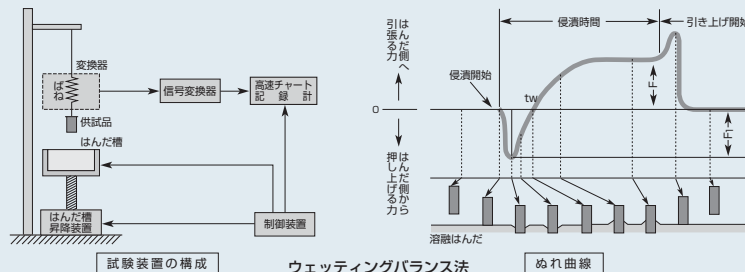 変換器
ばね
供試品
はんだ槽
はんだ槽
昇降装置
信号変換器
高速チャート
記録計
制御装置
試験装置の構成
ウェッティングバランス法
はんだ側へ
引張る力
0
はんだ側から
押し上げる力
侵漬時間
引き上げ開始
侵漬開始
tw
F
F1
溶融はんだ
ぬれ曲線